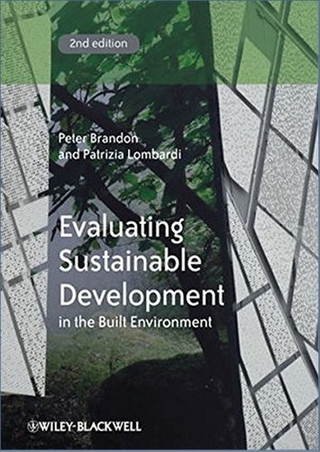 2nd edition
Peter Brandon
and Patrizia Lombardi
Evaluating
Sustainable
Development
in the Built Environment
WILEY-BLACKWELL